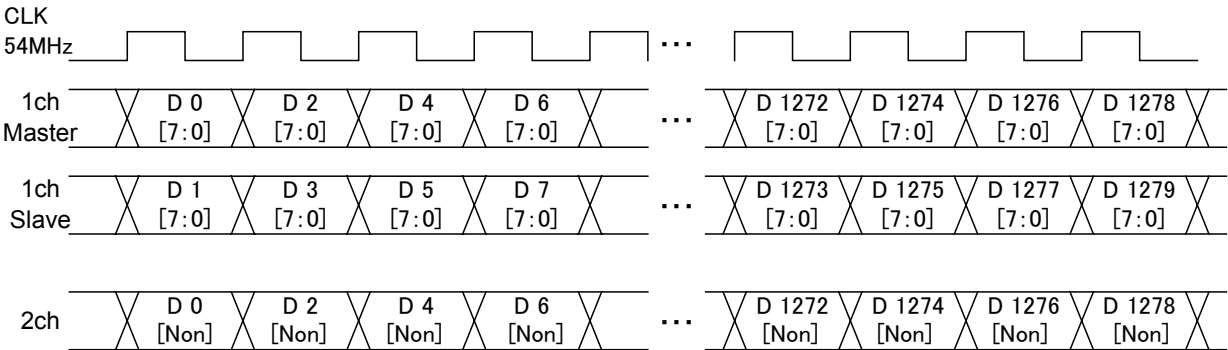 CLK
54MHz
...
1ch
Master
D 0 D 2 D 4 D 6 ... D 1272 D 1274 D 1276 D 1278
[7:0] [7:0] [7:0] [7:0] [7:0] [7:0] [7:0] [7:0]
1ch
Slave
D 1 D 3 D 5 D 7 ... D 1273 D 1275 D 1277 D 1279
[7:0] [7:0] [7:0] [7:0] [7:0] [7:0] [7:0] [7:0]
2ch
D 0 D 2 D 4 D 6 ... D 1272 D 1274 D 1276 D 1278
[Non] [Non] [Non] [Non] [Non] [Non] [Non] [Non]